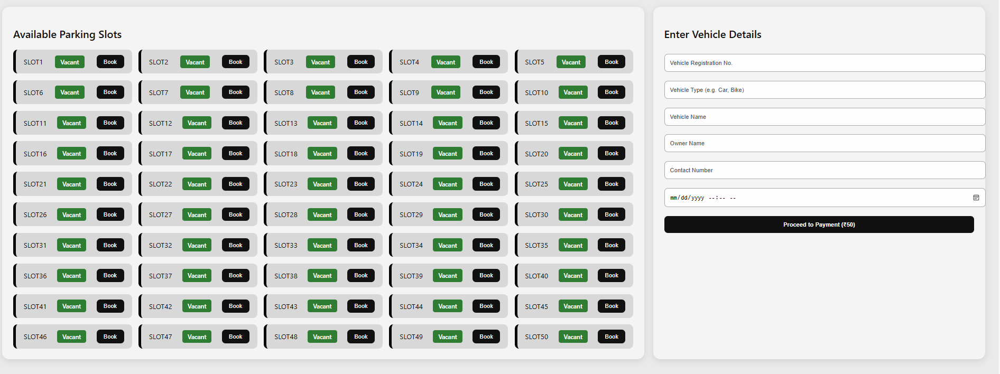 Available Parking Slots
SLOT1 Vacant Book SLOT2 Vacant Book SLOT3 Vacant Book SLOT4 Vacant Book SLOT5 Vacant Book
SLOT6 Vacant Book SLOT7 Vacant Book SLOT8 Vacant Book SLOT9 Vacant Book SLOT10 Vacant Book
SLOT11 Vacant Book SLOT12 Vacant Book SLOT13 Vacant Book SLOT14 Vacant Book SLOT15 Vacant Book
SLOT16 Vacant Book SLOT17 Vacant Book SLOT18 Vacant Book SLOT19 Vacant Book SLOT20 Vacant Book
SLOT21 Vacant Book SLOT22 Vacant Book SLOT23 Vacant Book SLOT24 Vacant Book SLOT25 Vacant Book
SLOT26 Vacant Book SLOT27 Vacant Book SLOT28 Vacant Book SLOT29 Vacant Book SLOT30 Vacant Book
SLOT31 Vacant Book SLOT32 Vacant Book SLOT33 Vacant Book SLOT34 Vacant Book SLOT35 Vacant Book
SLOT36 Vacant Book SLOT37 Vacant Book SLOT38 Vacant Book SLOT39 Vacant Book SLOT40 Vacant Book
SLOT41 Vacant Book SLOT42 Vacant Book SLOT43 Vacant Book SLOT44 Vacant Book SLOT45 Vacant Book
SLOT46 Vacant Book SLOT47 Vacant Book SLOT48 Vacant Book SLOT49 Vacant Book SLOT50 Vacant Book
Enter Vehicle Details
Vehicle Registration No.
Vehicle Type (e.g. Car, Bike)
Vehicle Name
Owner Name
Contact Number
mm/dd/yyyy --:-- --
Proceed to Payment (₹50)